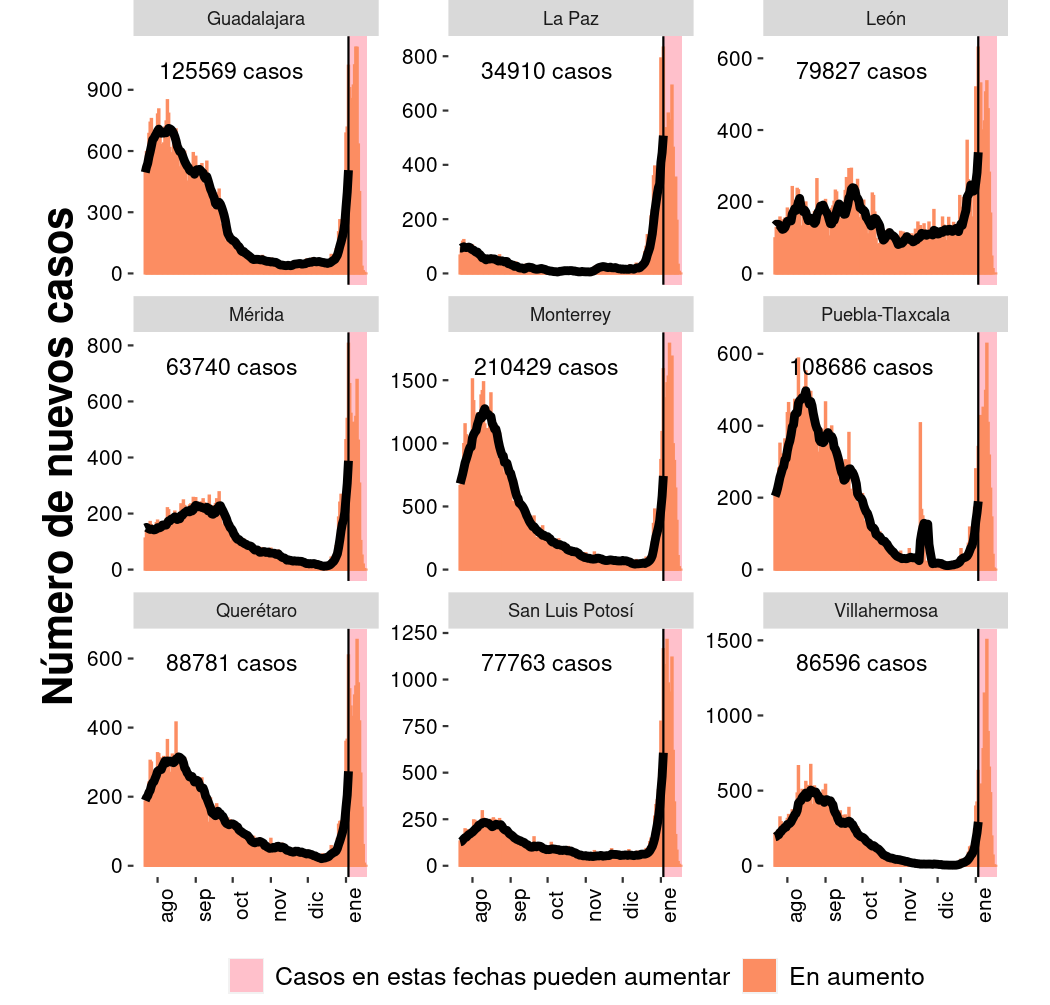 Número de nuevos casos
Guadalajara
La Paz
León
125569 casos
34910 casos
79827 casos
900
600
300
0
800
600
400
200
0
600
400
200
0
Mérida
Monterrey
Puebla-Tlaxcala
63740 casos
210429 casos
108686 casos
800
600
400
200
0
1500
1000
500
0
600
400
200
0
Querétaro
San Luis Potosí
Villahermosa
88781 casos
77763 casos
86596 casos
600
400
200
0
1250
1000
750
500
250
0
1500
1000
500
0
ago sep oct nov dic ene
ago sep oct nov dic ene
ago sep oct nov dic ene
Casos en estas fechas pueden aumentar
En aumento